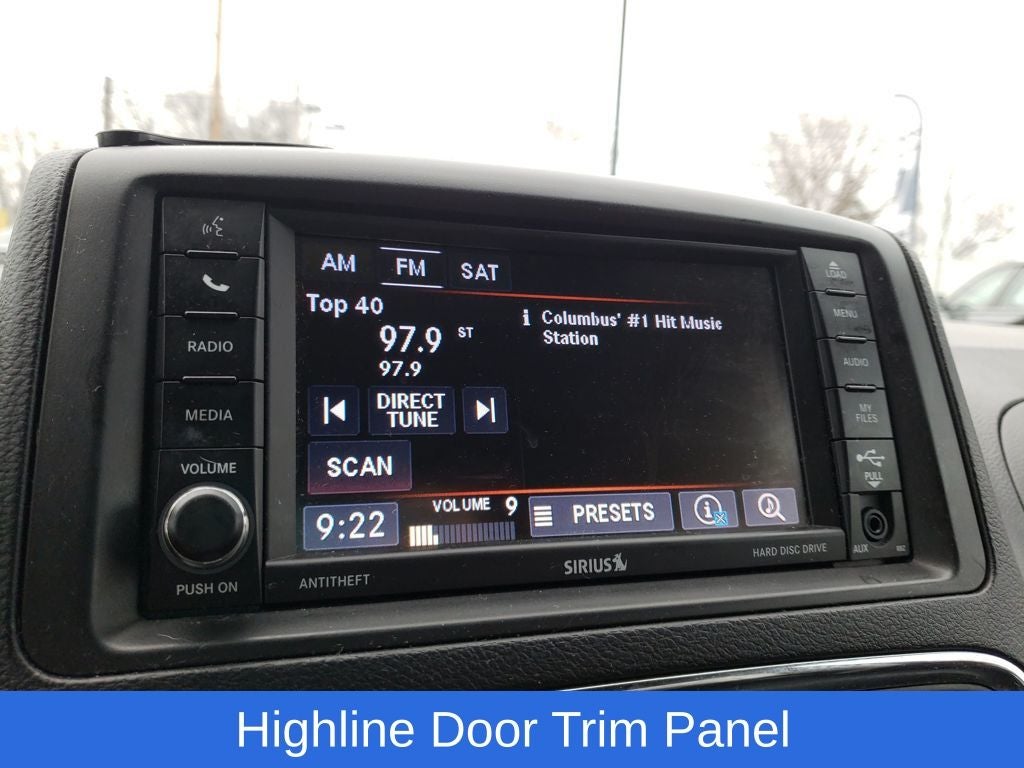 AM FM SAT
Top 40
97.9 ST
97.9
i Columbus' #1 Hit Music
Station
DIRECT
TUNE
SCAN
9:22
VOLUME 9
PRESETS
i
RADIO
MEDIA
VOLUME
PUSH ON
LOAD
MENU
AUDIO
MY
FILES
PULL
AUX
ANTITHEFT
SIRIUS
HARD DISC DRIVE
Highline Door Trim Panel